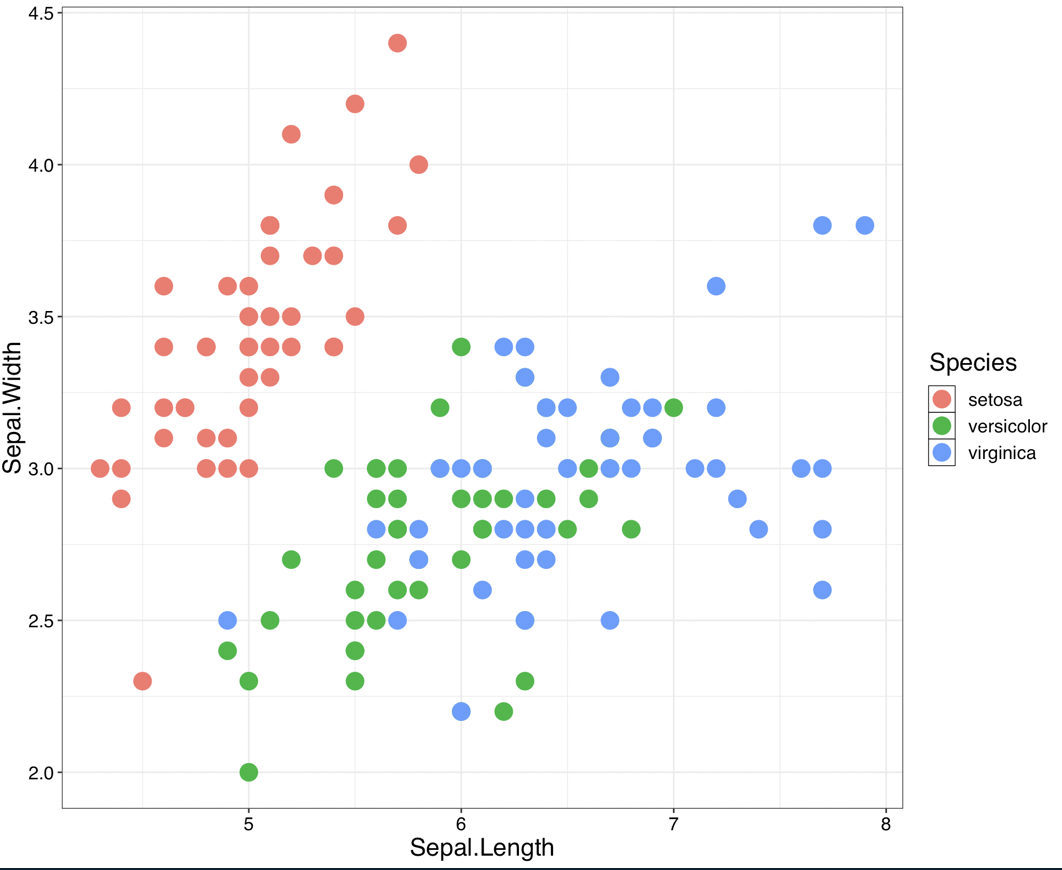 4.5
4.0
3.5
3.0
2.5
2.0
Sepal.Width
5 6 7 8
Sepal.Length
Species
setosa
versicolor
virginica